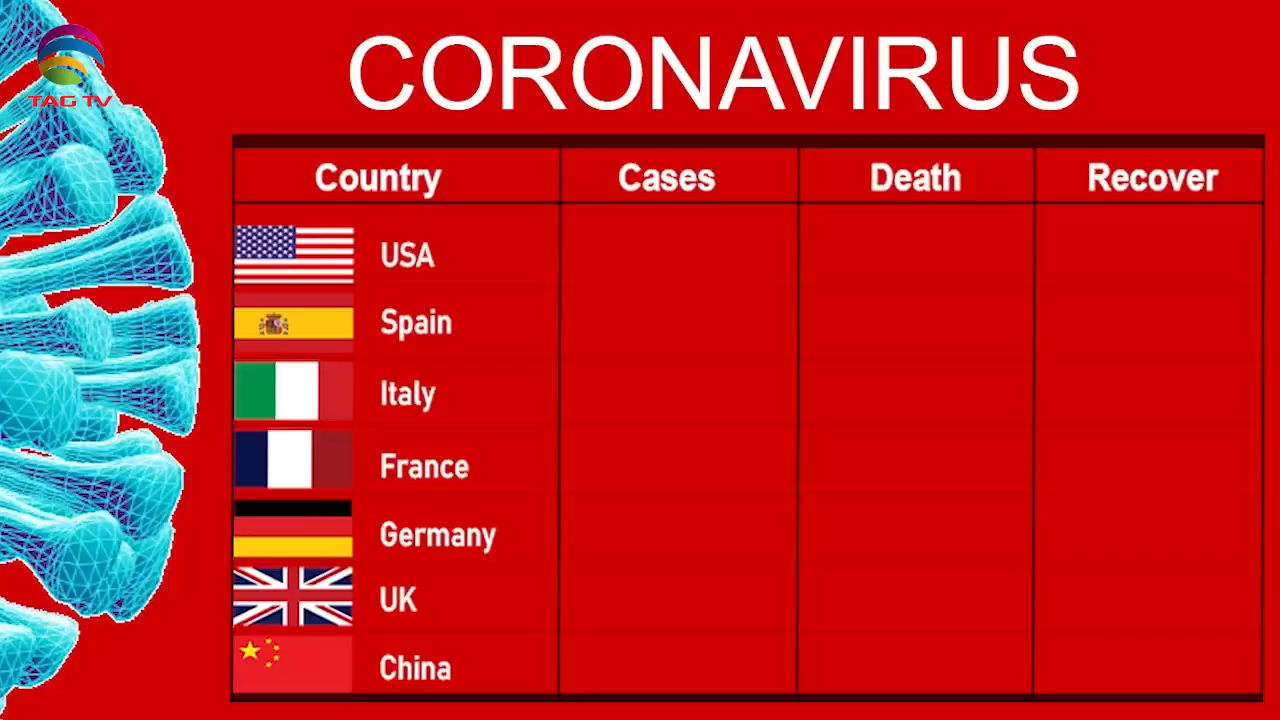 TAG TV
CORONAVIRUS
Country Cases Death Recover
USA
Spain
Italy
France
Germany
UK
China